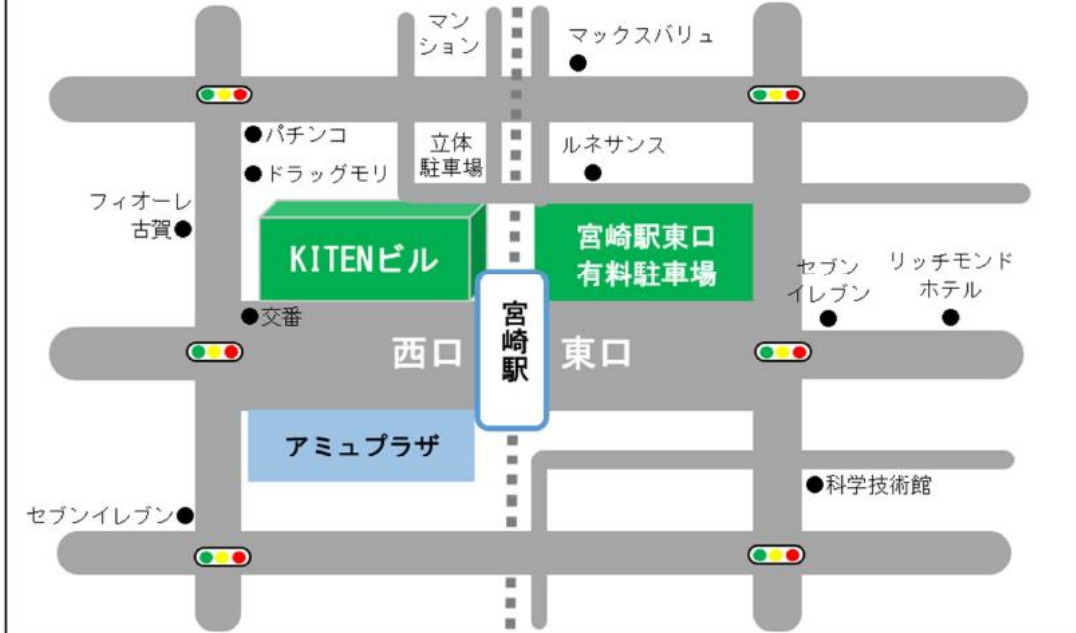 マン
ション
マックスバリュ
パチンコ
ドラッグモリ
立体
駐車場
ルネサンス
フィオーレ
古賀
KITENビル
宮崎駅東口
有料駐車場
セブン
イレブン
リッチモンド
ホテル
交番
西口
宮崎駅
東口
アミュプラザ
科学技術館
セブンイレブン